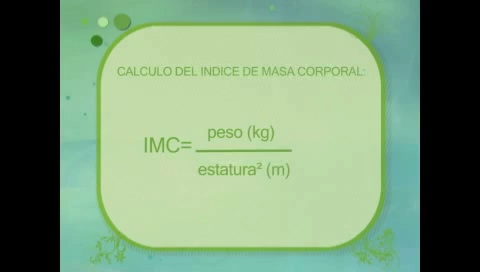 CALCULO DEL INDICE DE MASA CORPORAL:
IMC= peso (kg)
estatura² (m)